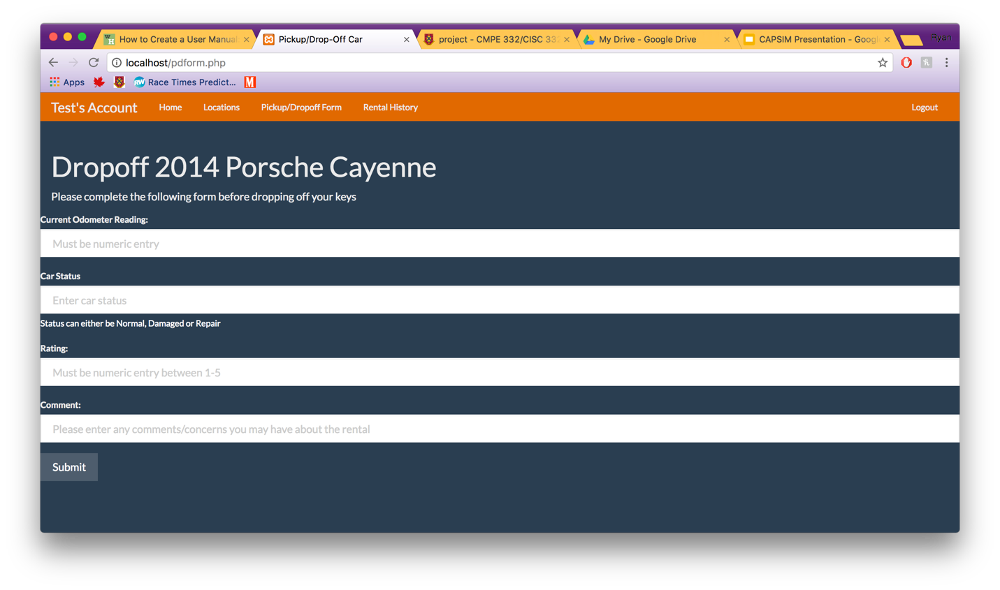 How to Create a User Manual
Pickup/Drop-Off Car
project - CMPE 332/CISC 332
My Drive - Google Drive
CAPSIM Presentation - Goog
Ryan
localhost/pdform.php
Apps
RW
Race Times Predict...
M
Test's Account
Home
Locations
Pickup/Dropoff Form
Rental History
Logout
Dropoff 2014 Porsche Cayenne
Please complete the following form before dropping off your keys
Current Odometer Reading:
Must be numeric entry
Car Status
Enter car status
Status can either be Normal, Damaged or Repair
Rating:
Must be numeric entry between 1-5
Comment:
Please enter any comments/concerns you may have about the rental
Submit